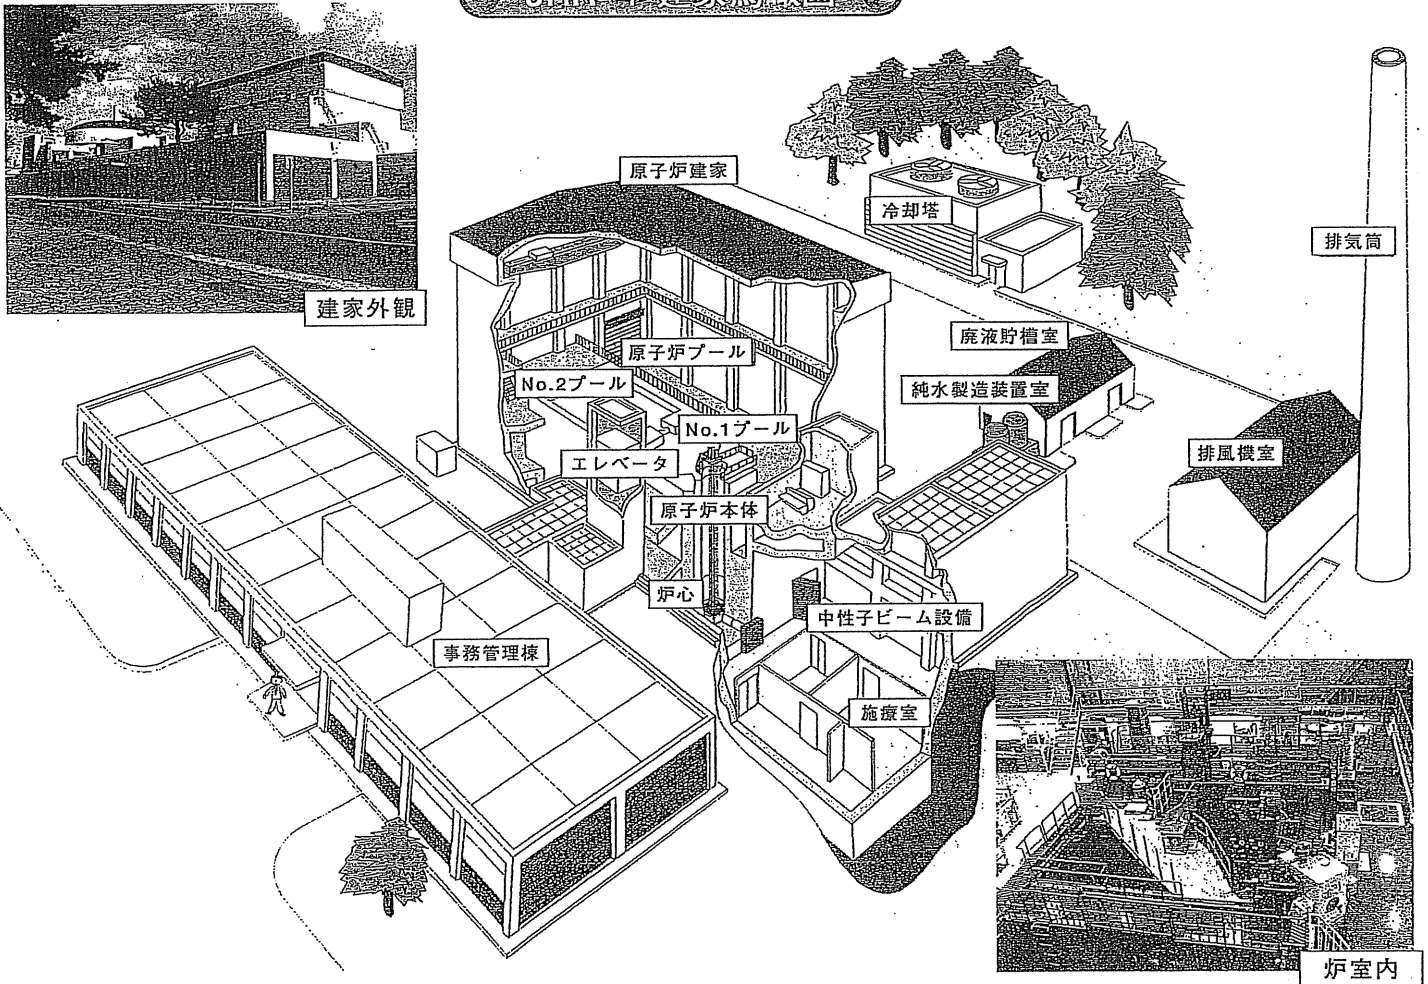 原子炉建家
冷却塔
排気筒
建家外観
廃液貯槽室
原子炉プール
No.2プール
純水製造装置室
No.1プール
エレベータ
排風機室
原子炉本体
炉心
中性子ビーム設備
事務管理棟
施療室
炉室内